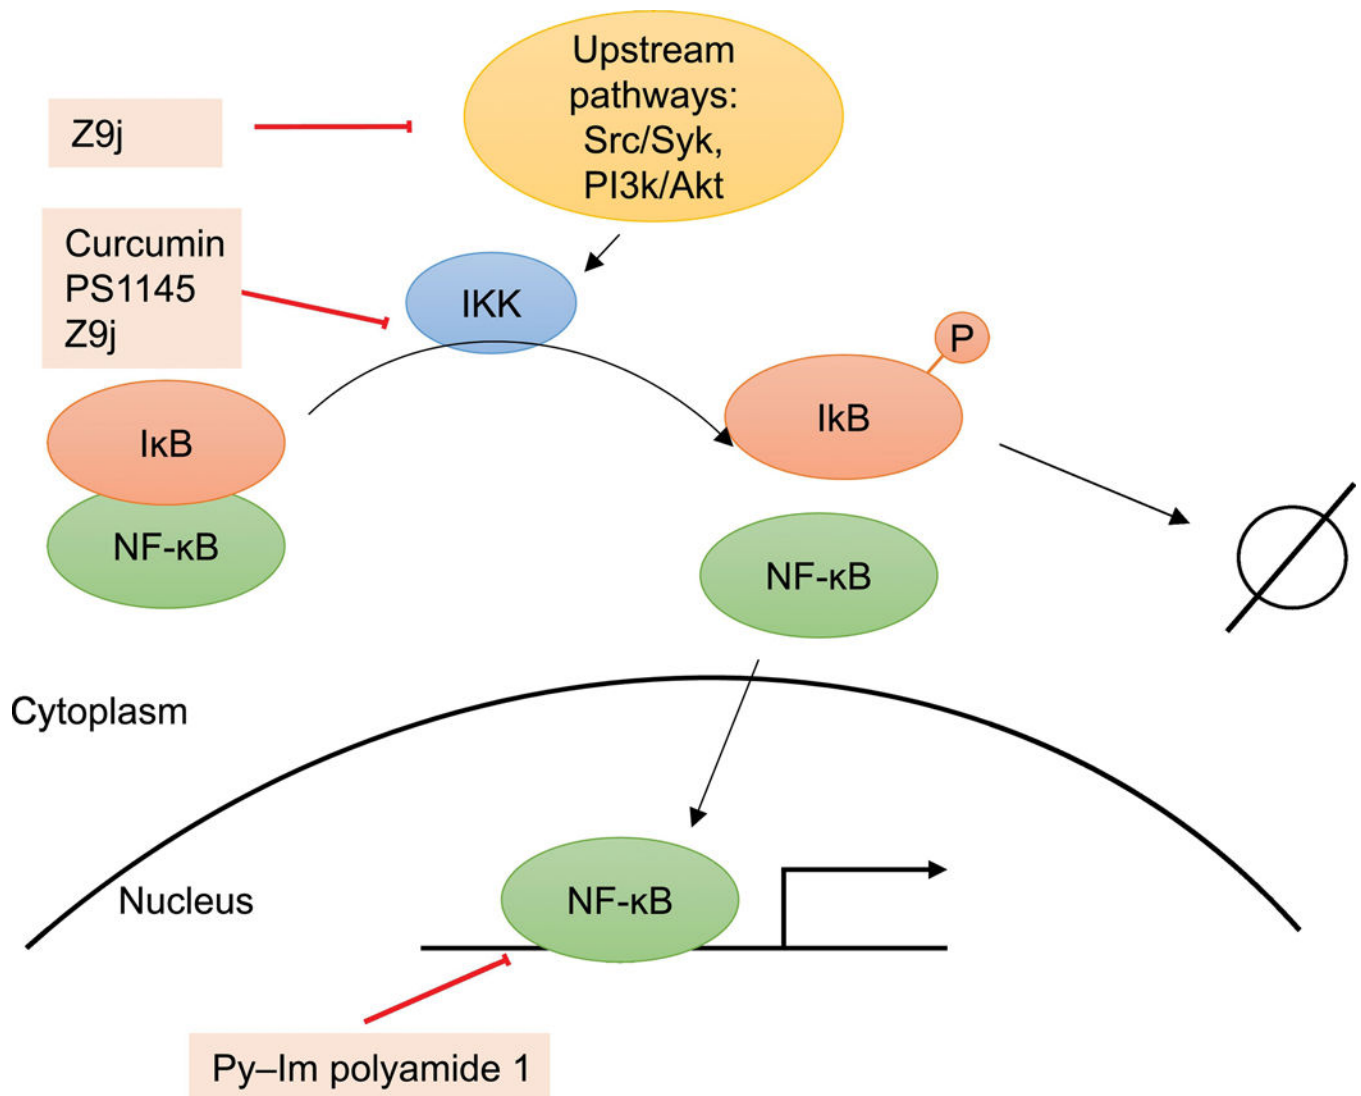 Upstream
pathways:
Src/Syk,
PI3k/Akt
Z9j
Curcumin
PS1145
Z9j
IKK
P
IκB
IkB
NF-κB
NF-κB
Cytoplasm
Nucleus
NF-κB
Py–Im polyamide 1